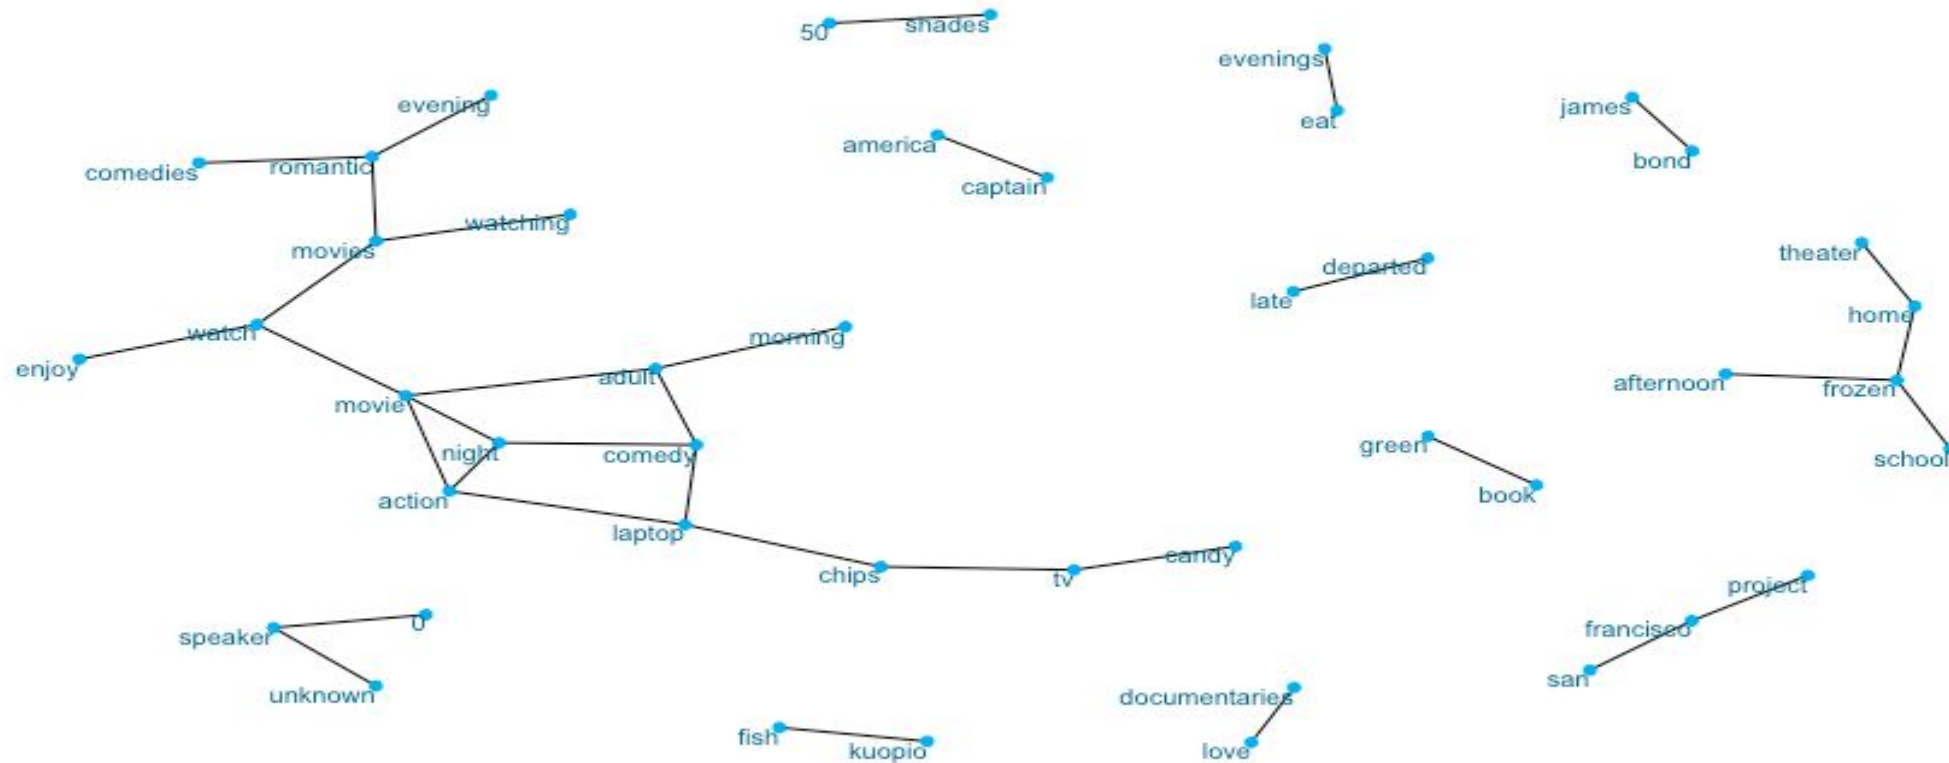 50
shades
evenings
evening
james
eat
america
bond
comedies
romantic
captain
watching
movies
theater
departed
late
home
watch
morning
enjoy
adult
afternoon
frozen
movie
green
night
comedy
school
book
action
laptop
candy
chips
tv
project
0
speaker
francisco
san
unknown
documentaries
fish
kuopio
love